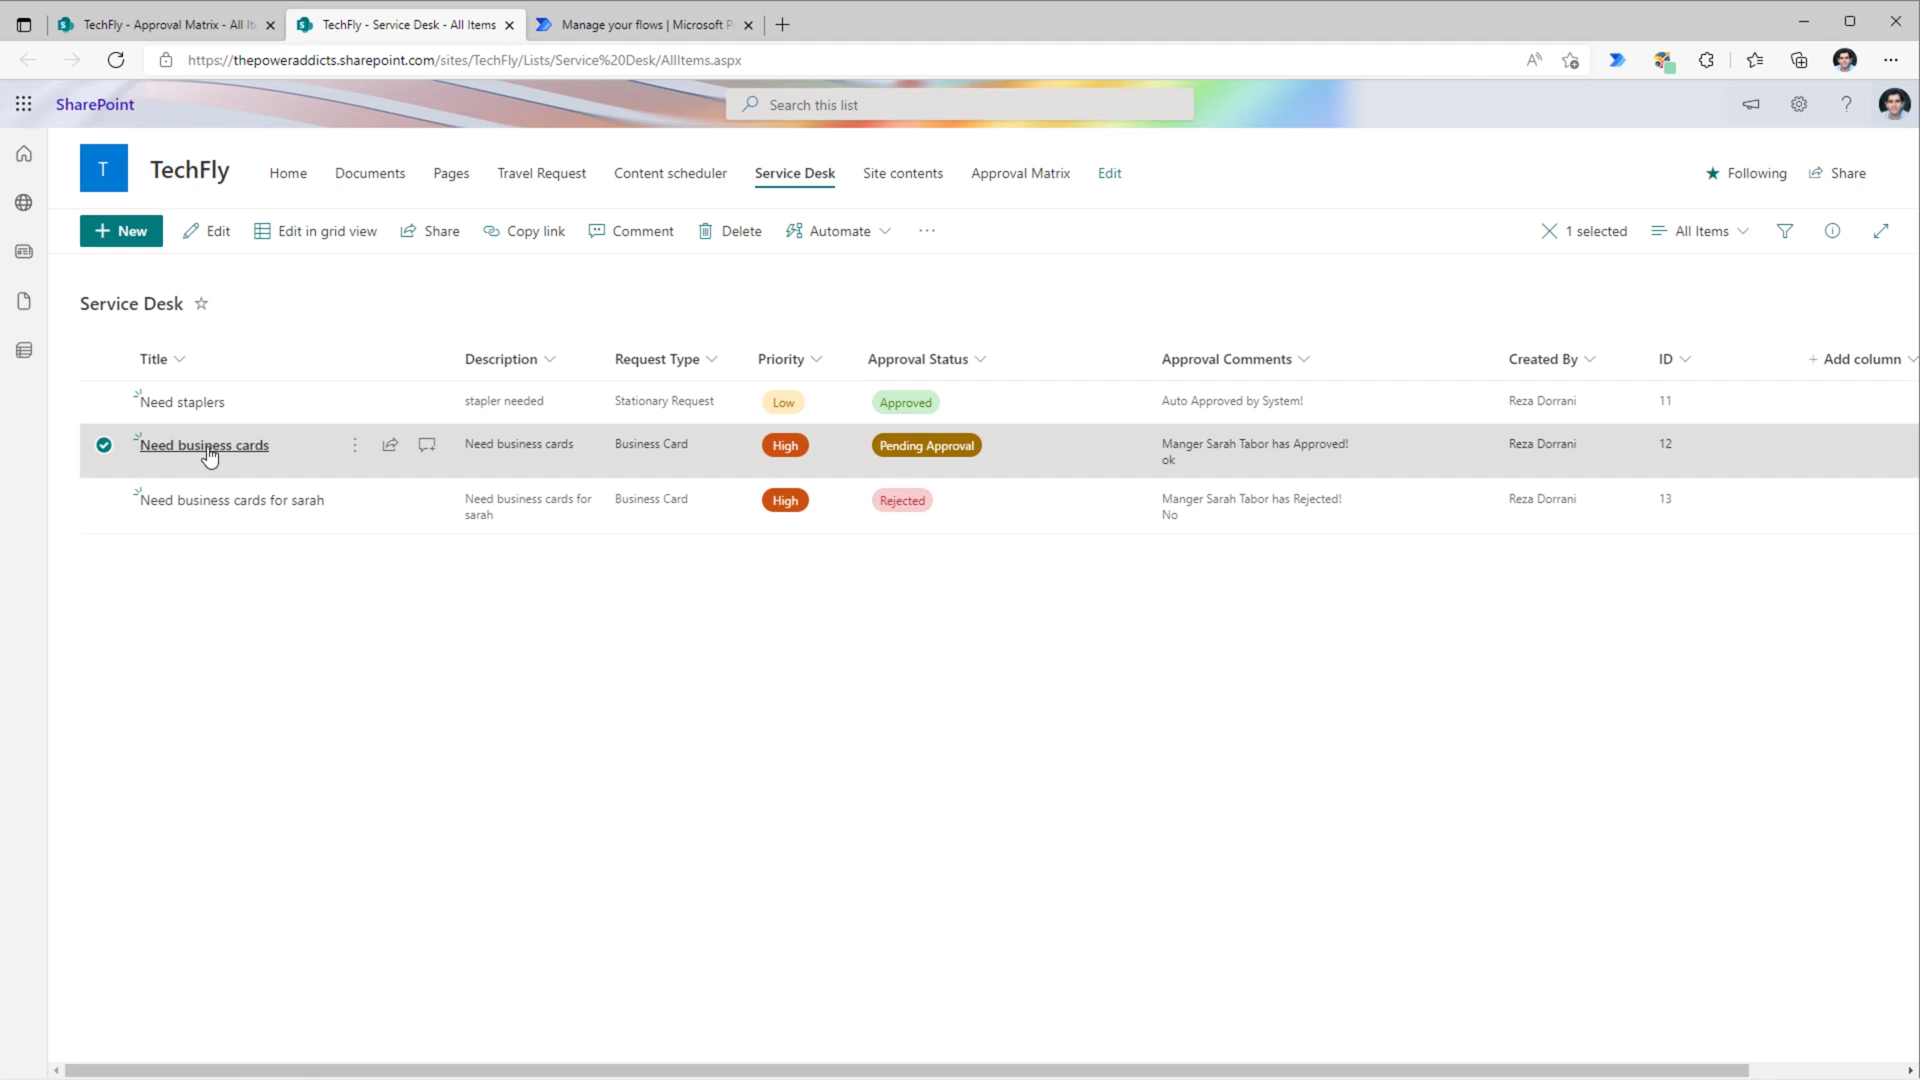 TechFly - Approval Matrix - All It
TechFly - Service Desk - All Items
Manage your flows | Microsoft P
https://thepoweraddicts.sharepoint.com/sites/TechFly/Lists/Service%20Desk/AllItems.aspx
SharePoint
Search this list
T
TechFly
Home
Documents
Pages
Travel Request
Content scheduler
Service Desk
Site contents
Approval Matrix
Edit
Following
Share
New
Edit
Edit in grid view
Share
Copy link
Comment
Delete
Automate
1 selected
All Items
Service Desk
Title
Description
Request Type
Priority
Approval Status
Approval Comments
Created By
ID
Add column
Need staplers
stapler needed
Stationary Request
Low
Approved
Auto Approved by System!
Reza Dorrani
11
Need business cards
Need business cards
Business Card
High
Pending Approval
Manger Sarah Tabor has Approved!
ok
Reza Dorrani
12
Need business cards for sarah
Need business cards for
sarah
Business Card
High
Rejected
Manger Sarah Tabor has Rejected!
No
Reza Dorrani
13